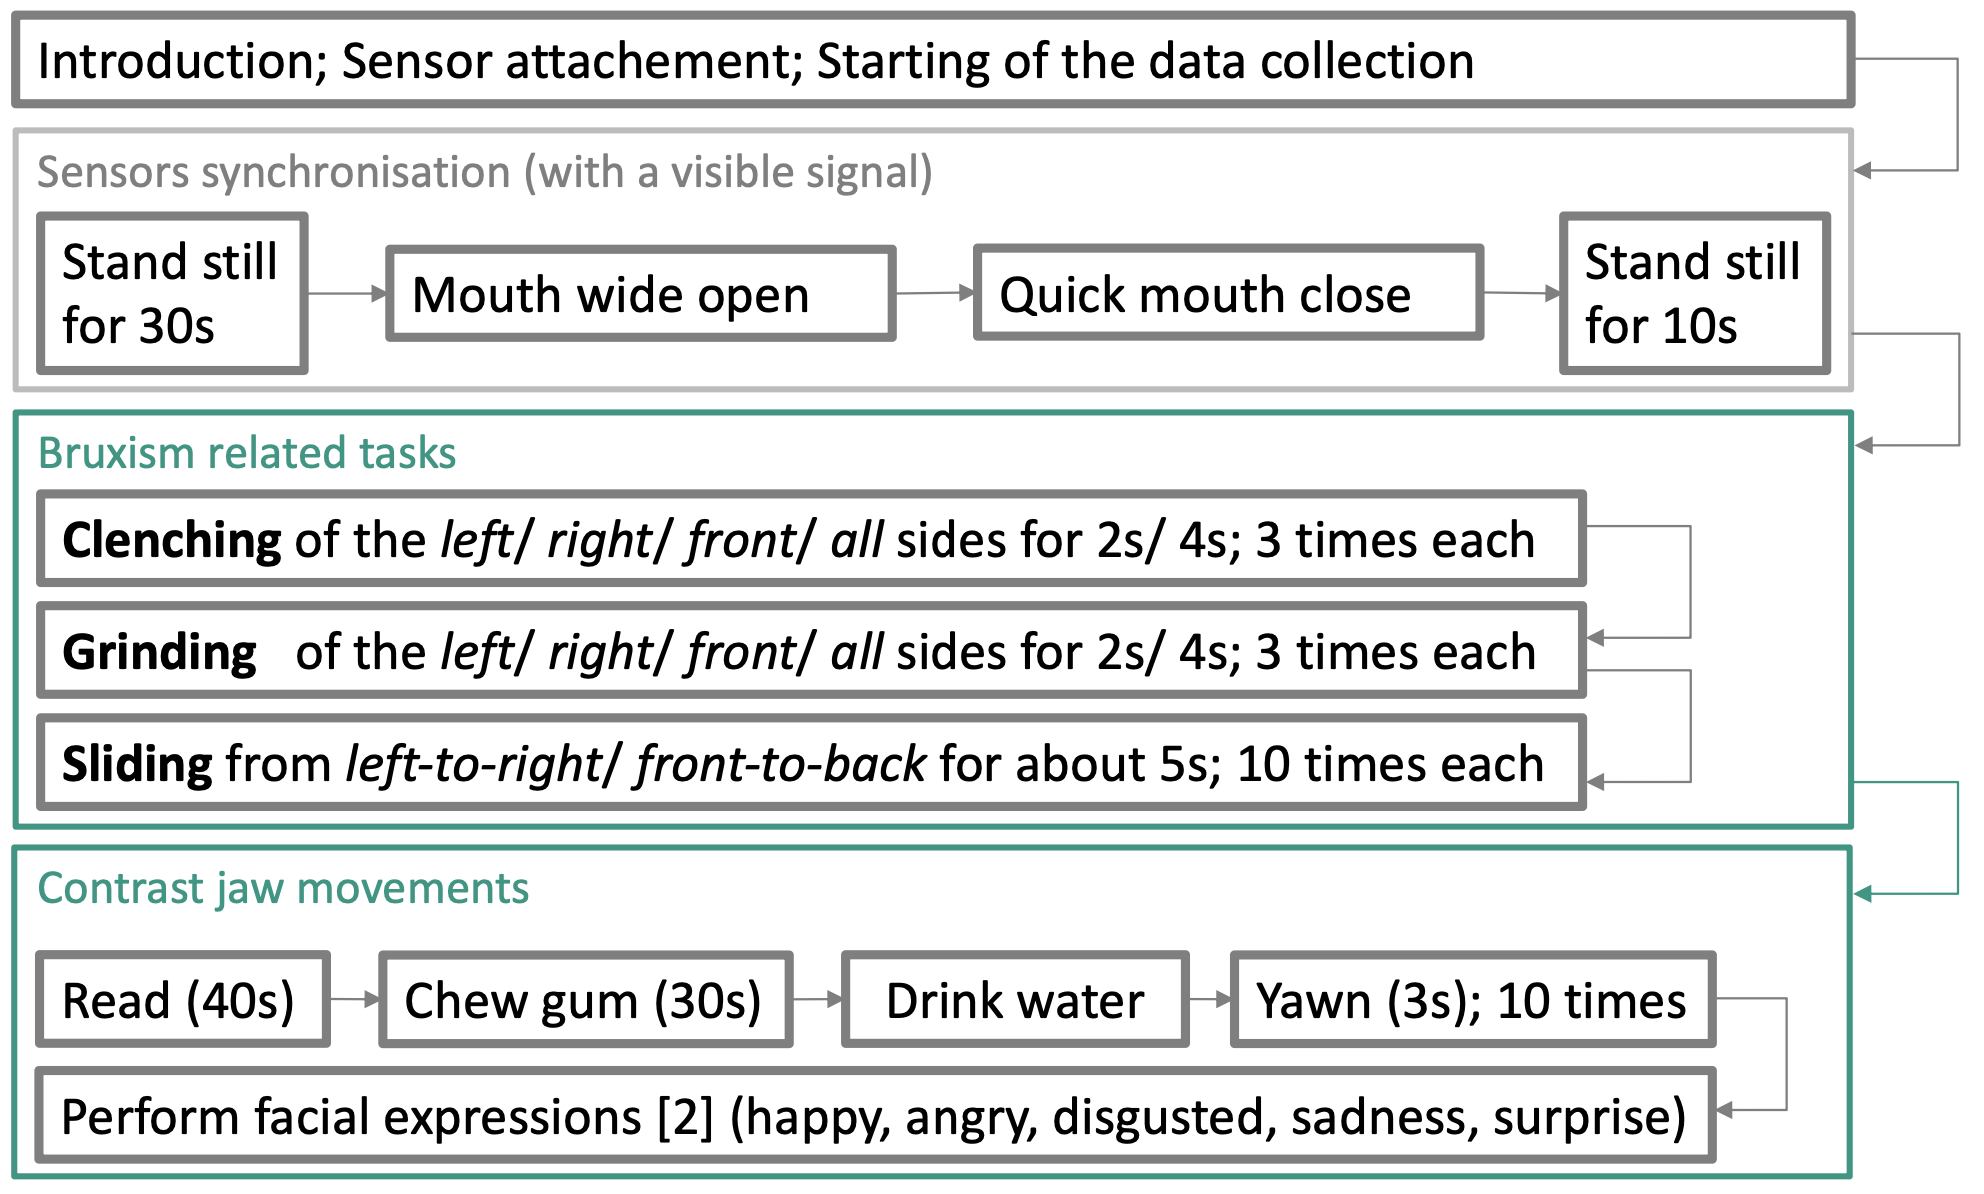 Introduction; Sensor attachement; Starting of the data collection
Sensors synchronisation (with a visible signal)
Stand still
for 30s
Mouth wide open
Quick mouth close
Stand still
for 10s
Bruxism related tasks
Clenching of the left/ right/ front/ all sides for 2s/ 4s; 3 times each
Grinding of the left/ right/ front/ all sides for 2s/ 4s; 3 times each
Sliding from left-to-right/ front-to-back for about 5s; 10 times each
Contrast jaw movements
Read (40s)
Chew gum (30s)
Drink water
Yawn (3s); 10 times
Perform facial expressions [2] (happy, angry, disgusted, sadness, surprise)